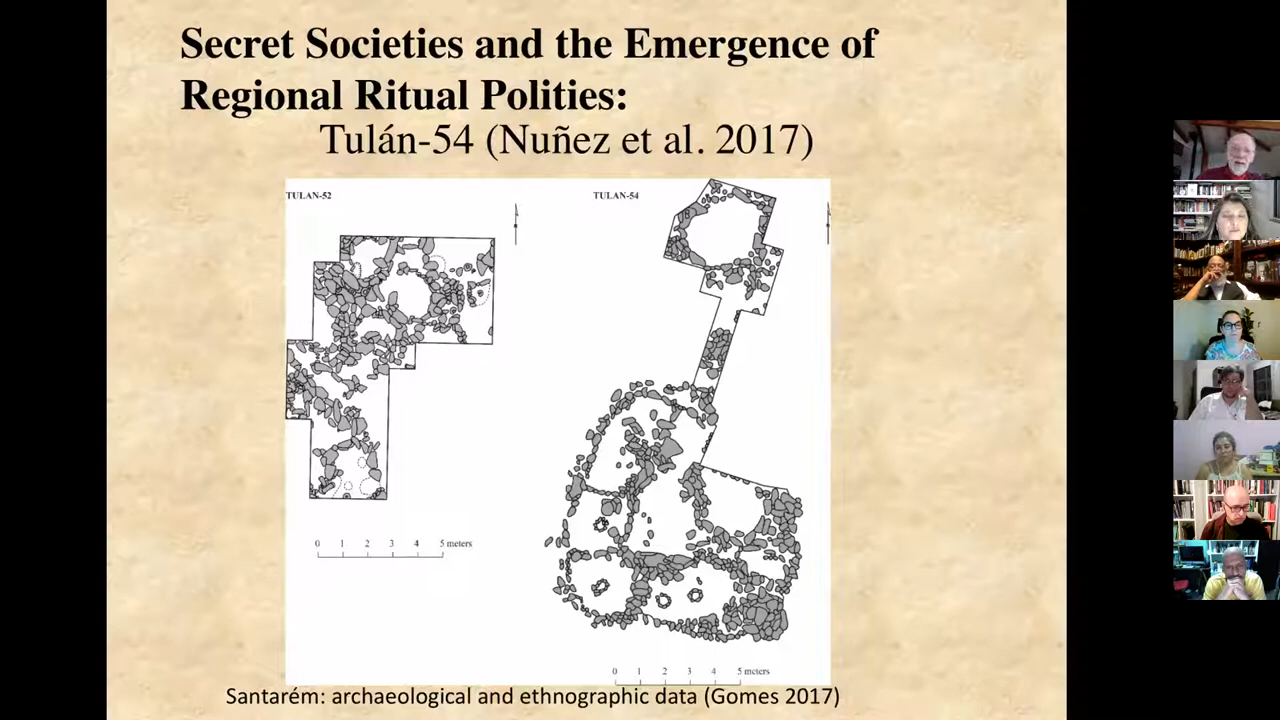 Secret Societies and the Emergence of
Regional Ritual Polities:
Tulán-54 (Nuñez et al. 2017)
TULAN-52
TULAN-54
0 1 2 3 4 5 meters
0 1 2 3 4 5 meters
Santarém: archaeological and ethnographic data (Gomes 2017)